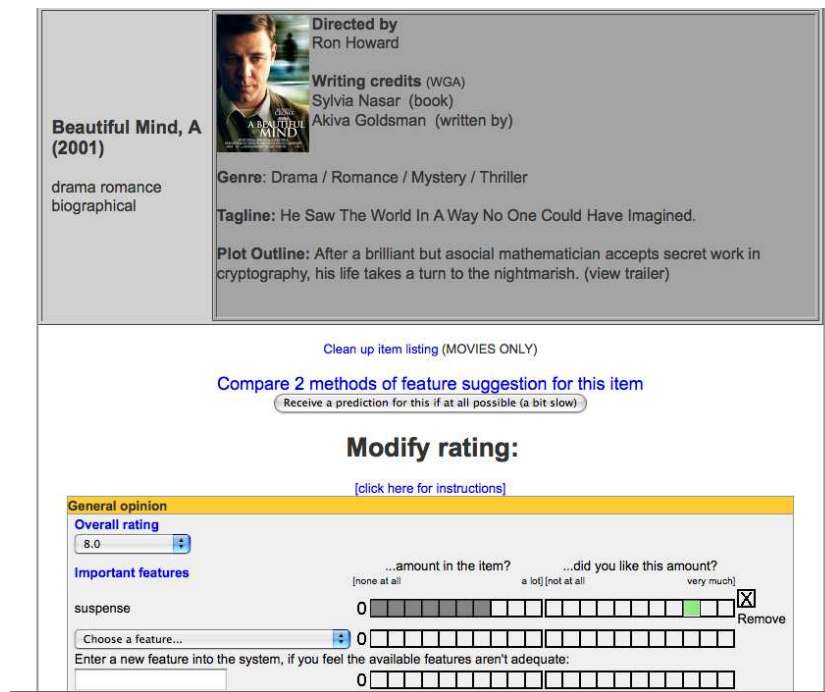 Beautiful Mind, A
(2001)
drama romance
biographical
A BEAUTIFUL
MIND
Directed by
Ron Howard
Writing credits (WGA)
Sylvia Nasar (book)
Akiva Goldsman (written by)
Genre: Drama / Romance / Mystery / Thriller
Tagline: He Saw The World In A Way No One Could Have Imagined.
Plot Outline: After a brilliant but asocial mathematician accepts secret work in
cryptography, his life takes a turn to the nightmarish. (view trailer)
Clean up item listing (MOVIES ONLY)
Compare 2 methods of feature suggestion for this item
Receive a prediction for this if at all possible (a bit slow)
Modify rating:
[click here for instructions]
General opinion
Overall rating
8.0
...amount in the item? ...did you like this amount?
Important features [none at all a lot] [not at all very much]
suspense 0 X
Remove
Choose a feature... 0
Enter a new feature into the system, if you feel the available features aren't adequate:
0